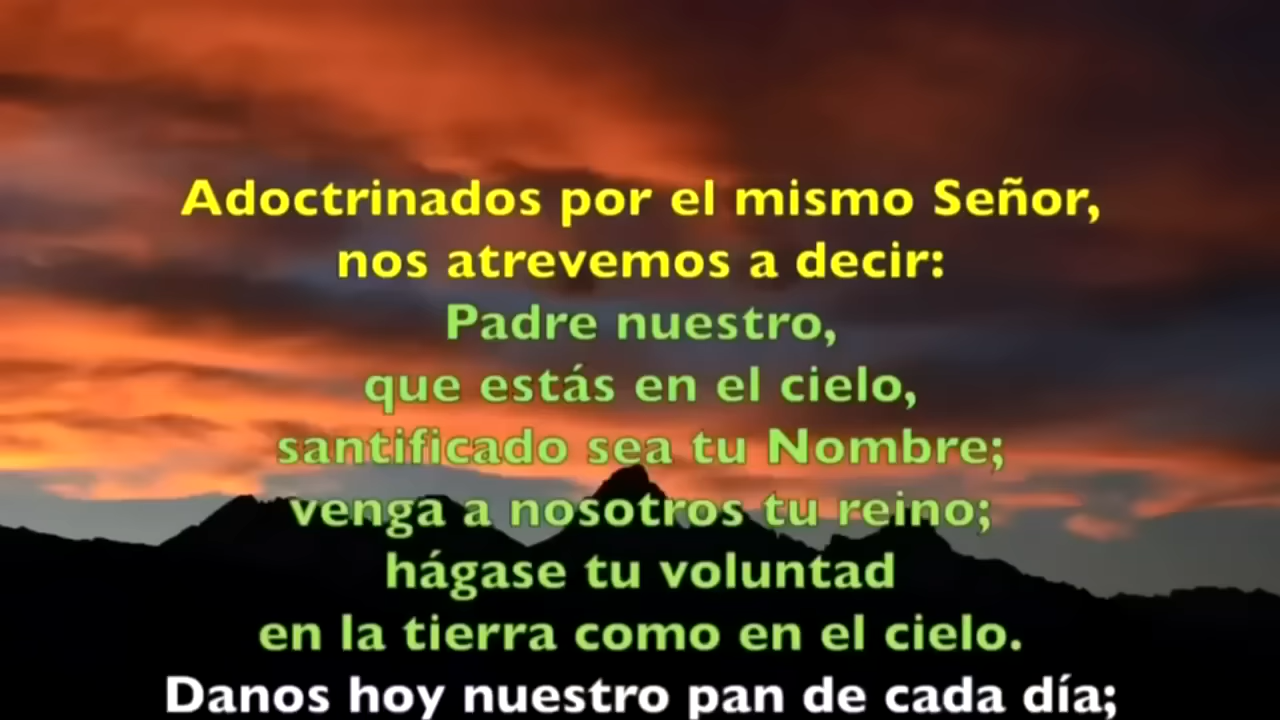 Adoctrinados por el mismo Señor,
nos atrevemos a decir:
Padre nuestro,
que estás en el cielo,
santificado sea tu Nombre;
venga a nosotros tu reino;
hágase tu voluntad
en la tierra como en el cielo.
Danos hoy nuestro pan de cada día;